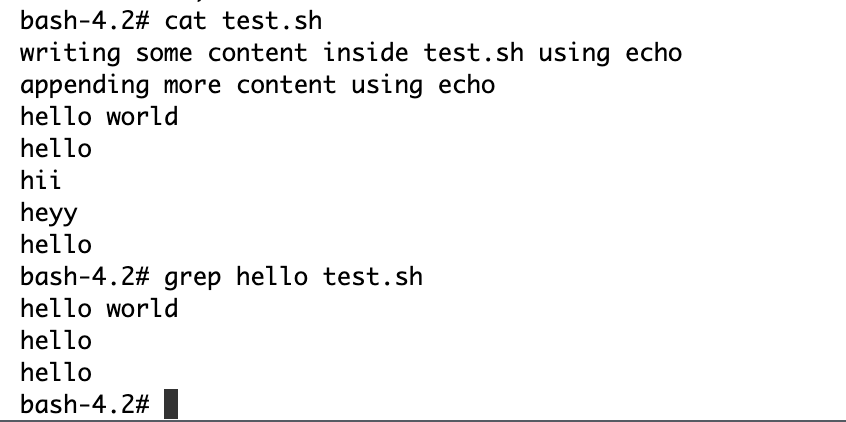 bash-4.2# cat test.sh
writing some content inside test.sh using echo
appending more content using echo
hello world
hello
hii
heyy
hello
bash-4.2# grep hello test.sh
hello world
hello
hello
bash-4.2#